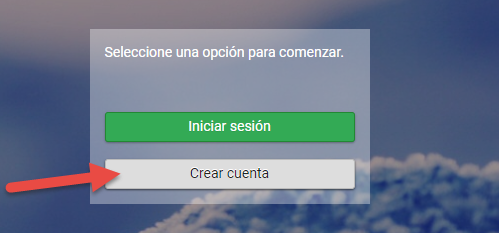 Seleccione una opción para comenzar.
Iniciar sesión
Crear cuenta